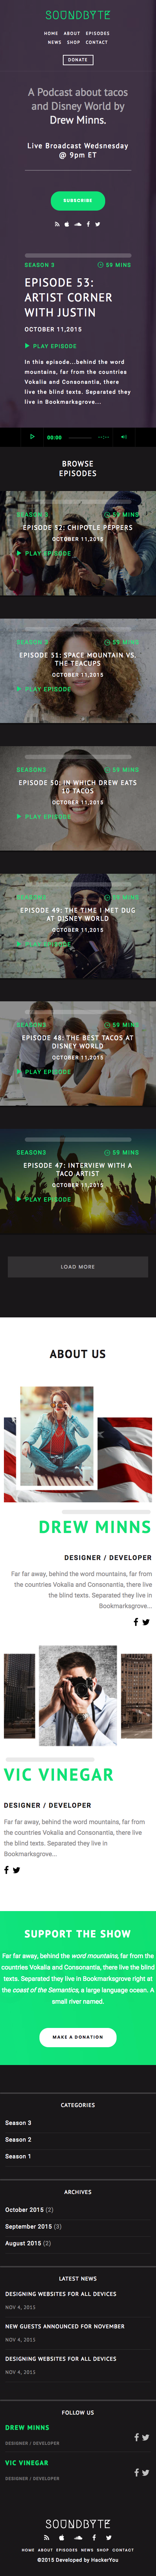 SOUNDBYTE
HOME ABOUT EPISODES
NEWS SHOP CONTACT
DONATE
A Podcast about tacos
and Disney World by
Drew Minns.
Live Broadcast Wednesday
@ 9pm ET
SUBSCRIBE
SEASON 3 59 MINS
EPISODE 53:
ARTIST CORNER
WITH JUSTIN
OCTOBER 11,2015
PLAY EPISODE
In this episode...behind the word
mountains, far from the countries
Vokalia and Consonantia, there
live the blind texts. Separated
they live in
Bookmarksgrove...
00:00
BROWSE
EPISODES
SEASON 3 59 MINS
EPISODE 52: CHIPOTLE PEPPERS
OCTOBER 11,2015
PLAY EPISODE
SEASON 3 59 MINS
EPISODE 51: SPACE MOUNTAIN VS.
THE TEACUPS
OCTOBER 11,2015
PLAY EPISODE
SEASON3 59 MINS
EPISODE 50: IN WHICH DREW EATS
10 TACOS
OCTOBER 11,2015
PLAY EPISODE
SEASON3 59 MINS
EPISODE 49: THE TIME I MET DUG
AT DISNEY WORLD
OCTOBER 11,2015
PLAY EPISODE
SEASON3 59 MINS
EPISODE 48: THE BEST TACOS AT
DISNEY WORLD
OCTOBER 11,2015
PLAY EPISODE
SEASON3 59 MINS
EPISODE 47: INTERVIEW WITH A
TACO ARTIST
OCTOBER 11,2015
PLAY EPISODE
LOAD MORE
ABOUT US
DREW MINNS
DESIGNER / DEVELOPER
Far far away, behind the word mountains, far from
the countries Vokalia and Consonantia, there live
the blind texts. Separated they live in
Bookmarksgrove...
VIC VINEGAR
DESIGNER / DEVELOPER
Far far away, behind the word mountains, far from
the countries Vokalia and Consonantia, there live
the blind texts. Separated they live in
Bookmarksgrove...
SUPPORT THE SHOW
Far far away, behind the word mountains, far from the
countries Vokalia and Consonantia, there live the blind
texts. Separated they live in Bookmarksgrove right at
the coast of the Semantics, a large language ocean. A
small river named.
MAKE A DONATION
CATEGORIES
Season 3
Season 2
Season 1
ARCHIVES
October 2015 (2)
September 2015 (3)
August 2015 (2)
LATEST NEWS
DESIGNING WEBSITES FOR ALL DEVICES
NOV 4, 2015
NEW GUESTS ANNOUNCED FOR NOVEMBER
NOV 4, 2015
DESIGNING WEBSITES FOR ALL DEVICES
NOV 4, 2015
FOLLOW US
DREW MINNS
DESIGNER / DEVELOPER
VIC VINEGAR
DESIGNER / DEVELOPER
SOUNDBYTE
HOME ABOUT EPISODES NEWS SHOP CONTACT
©2015 Developed by HackerYou